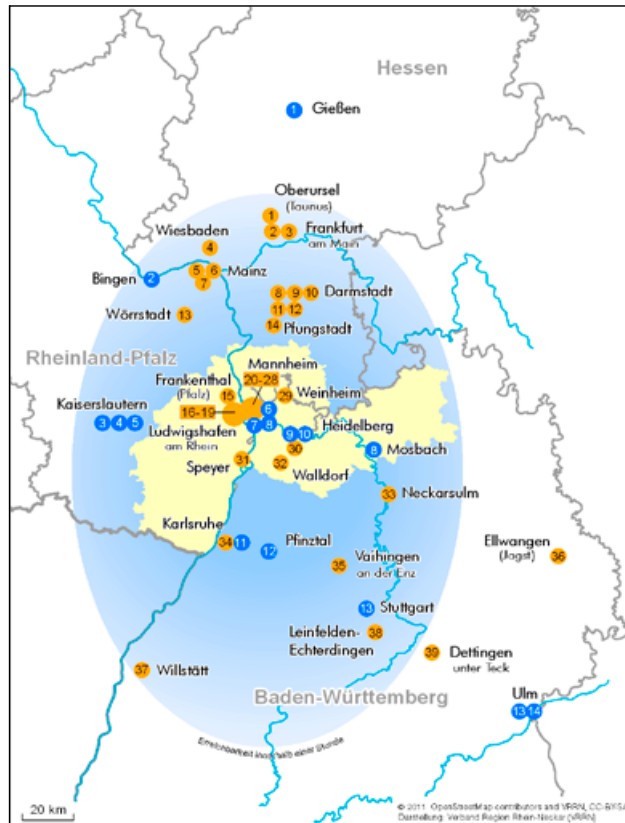 Hessen
1
Gießen
Oberursel
(Taunus)
1
2 3
Frankfurt
am Main
Wiesbaden
4
5 6
7
Mainz
Bingen
2
8 9 10
Darmstadt
11 12
14
Pfungstadt
Wörrstadt
13
Rheinland-Pfalz
Mannheim
20-28
Frankenthal
(Pfalz)
15
29
Weinheim
Kaiserslautern
3 4 5
16-19
6
7 8
Ludwigshafen
am Rhein
9 10
Heidelberg
30
8
Mosbach
Speyer
31
32
Walldorf
33
Neckarsulm
Karlsruhe
34 11
12
Pfinztal
Ellwangen
(Jagst)
36
35
Vaihingen
an der Enz
13
Stuttgart
Leinfelden-
Echterdingen
38
39
Dettingen
unter Teck
37
Willstätt
Baden-Württemberg
Ulm
13 14
Erreichbarkeit innerhalb einer Stunde
20 km
© 2011 OpenStreetMap contributors and VRRN, CC-BY-SA
Darstellung: Verband Region Rhein-Neckar (VRRN)